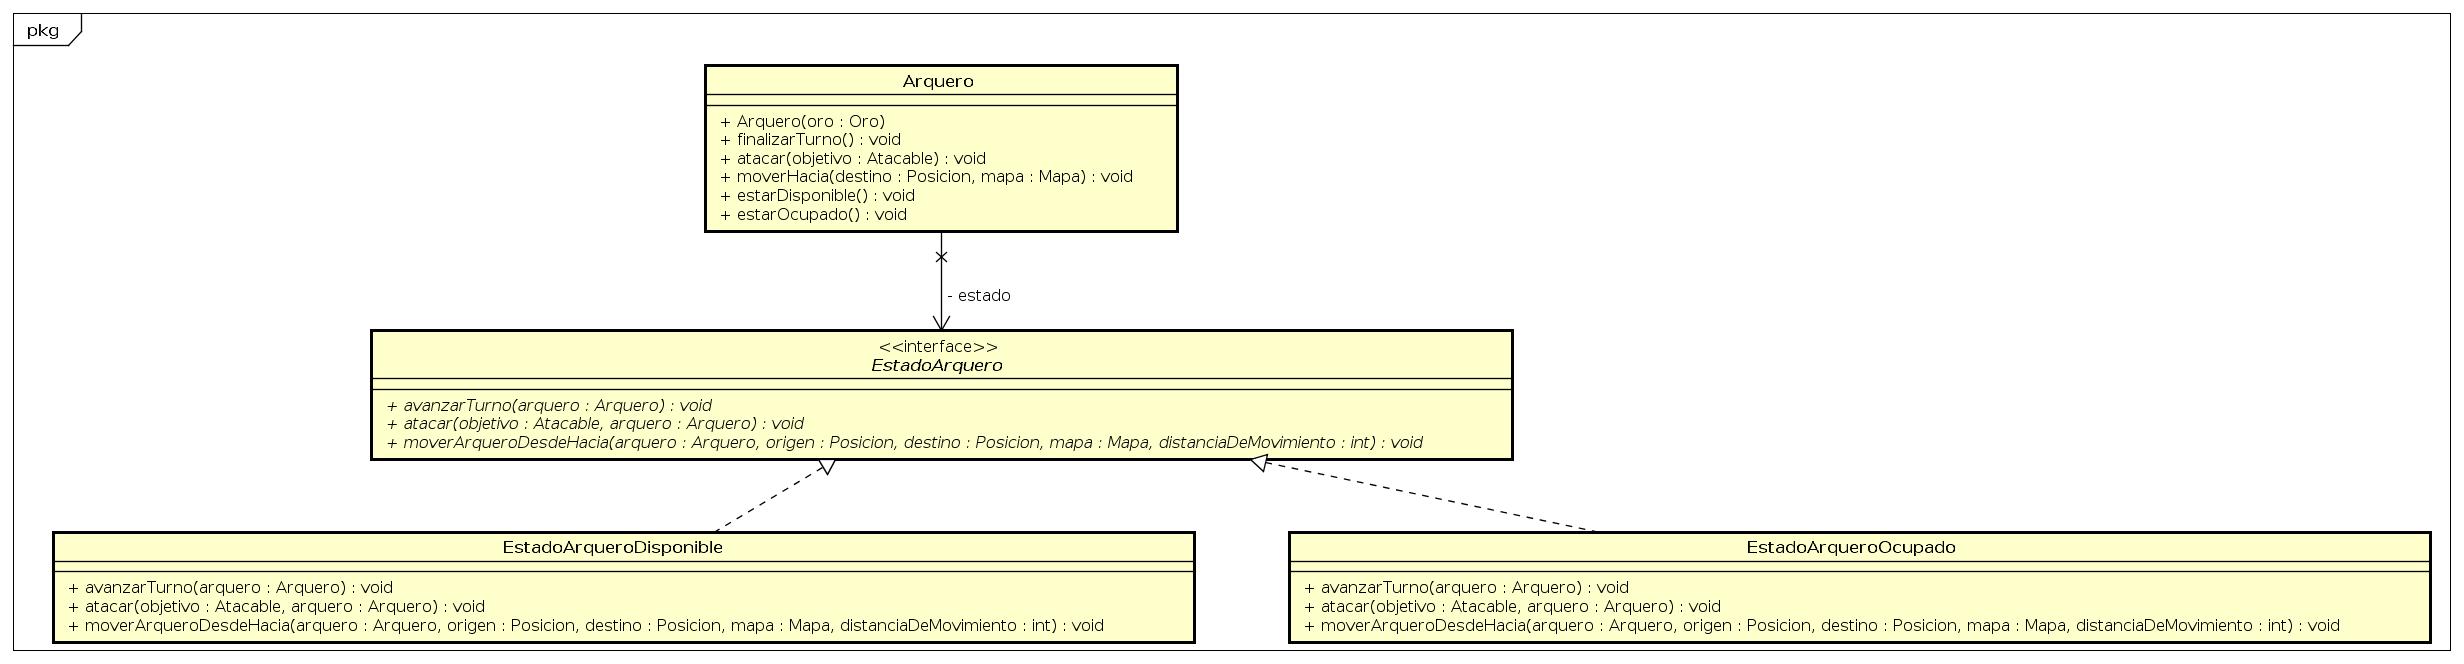 pkg
Arquero
+ Arquero(oro : Oro)
+ finalizarTurno() : void
+ atacar(objetivo : Atacable) : void
+ moverHacia(destino : Posicion, mapa : Mapa) : void
+ estarDisponible() : void
+ estarOcupado() : void
- estado
<<interface>>
EstadoArquero
+ avanzarTurno(arquero : Arquero) : void
+ atacar(objetivo : Atacable, arquero : Arquero) : void
+ moverArqueroDesdeHacia(arquero : Arquero, origen : Posicion, destino : Posicion, mapa : Mapa, distanciaDeMovimiento : int) : void
EstadoArqueroDisponible
+ avanzarTurno(arquero : Arquero) : void
+ atacar(objetivo : Atacable, arquero : Arquero) : void
+ moverArqueroDesdeHacia(arquero : Arquero, origen : Posicion, destino : Posicion, mapa : Mapa, distanciaDeMovimiento : int) : void
EstadoArqueroOcupado
+ avanzarTurno(arquero : Arquero) : void
+ atacar(objetivo : Atacable, arquero : Arquero) : void
+ moverArqueroDesdeHacia(arquero : Arquero, origen : Posicion, destino : Posicion, mapa : Mapa, distanciaDeMovimiento : int) : void